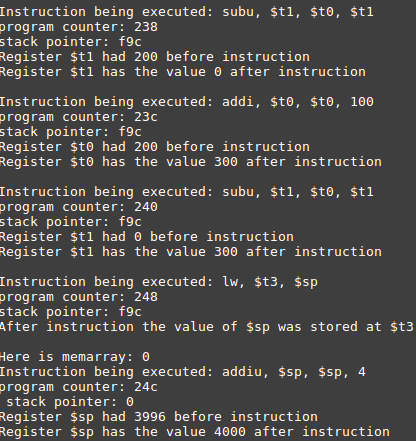 Instruction being executed: subu, $t1, $t0, $t1
program counter: 238
stack pointer: f9c
Register $t1 had 200 before instruction
Register $t1 has the value 0 after instruction
Instruction being executed: addi, $t0, $t0, 100
program counter: 23c
stack pointer: f9c
Register $t0 had 200 before instruction
Register $t0 has the value 300 after instruction
Instruction being executed: subu, $t1, $t0, $t1
program counter: 240
stack pointer: f9c
Register $t1 had 0 before instruction
Register $t1 has the value 300 after instruction
Instruction being executed: lw, $t3, $sp
program counter: 248
stack pointer: f9c
After instruction the value of $sp was stored at $t3
Here is memarray: 0
Instruction being executed: addiu, $sp, $sp, 4
program counter: 24c
stack pointer: 0
Register $sp had 3996 before instruction
Register $sp has the value 4000 after instruction